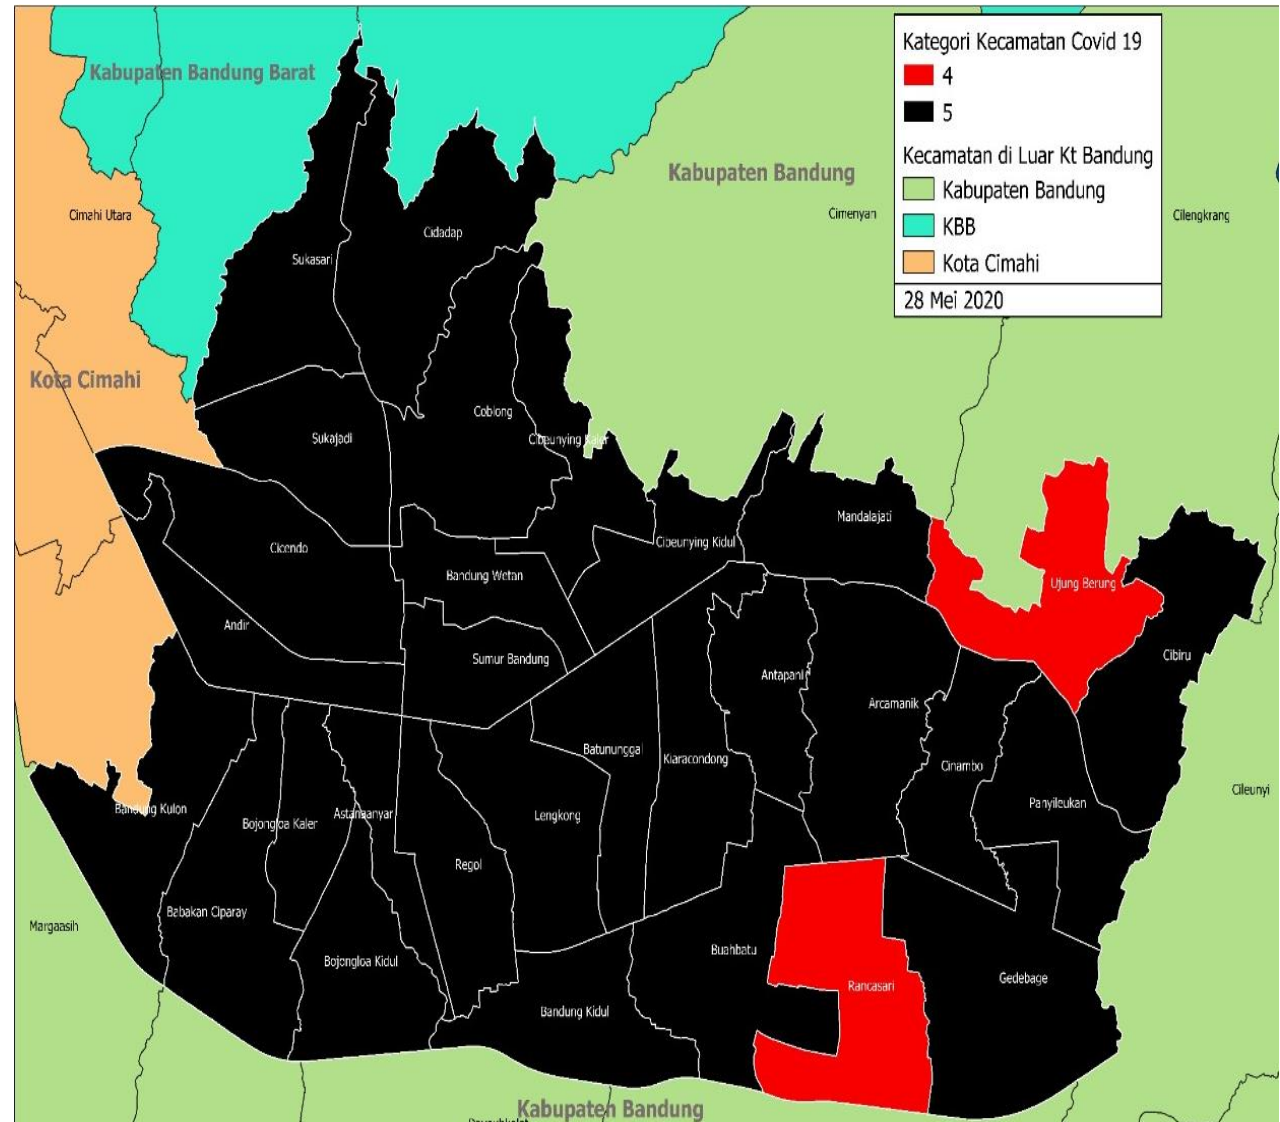 Kategori Kecamatan Covid 19
4
5
Kecamatan di Luar Kt Bandung
Kabupaten Bandung
KBB
Kota Cimahi
28 Mei 2020
Kabupaten Bandung Barat
Kabupaten Bandung
Cimahi Utara
Cimenyan
Cilengkrang
Cidadap
Sukasari
Kota Cimahi
Coblong
Sukajadi
Cibeunying Kaler
Mandalajati
Cicendo
Cibeunying Kidul
Bandung Wetan
Ujung Berung
Andir
Sumur Bandung
Cibiru
Antapani
Arcamanik
Batununggal
Kiaracondong
Cinambo
Cileunyi
Bandung Kulon
Bojongloa Kaler
Astanaanyar
Lengkong
Panyileukan
Regol
Babakan Ciparay
Margaasih
Bojongloa Kidul
Buahbatu
Gedebage
Rancasari
Bandung Kidul
Kabupaten Bandung